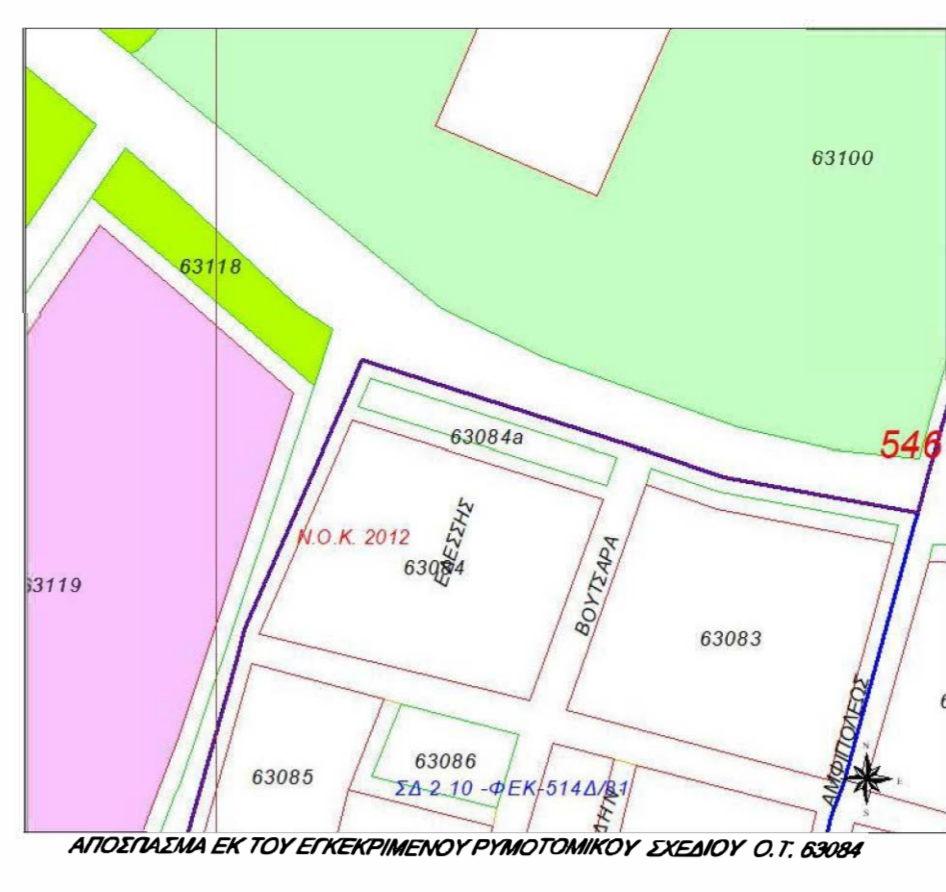 63100
63118
546
63084a
Ν.Ο.Κ. 2012
ΕΔΕΣΣΗΣ
63084
ΒΟΥΤΣΑΡΑ
63119
63083
ΑΜΦΙΠΟΛΕΩΣ
63085
63086
ΣΔ 2.10 -ΦΕΚ-514Δ/81
N
E
S
ΑΠΟΣΠΑΣΜΑ ΕΚ ΤΟΥ ΕΓΚΕΚΡΙΜΕΝΟΥ ΡΥΜΟΤΟΜΙΚΟΥ ΣΧΕΔΙΟΥ Ο.Τ. 63084